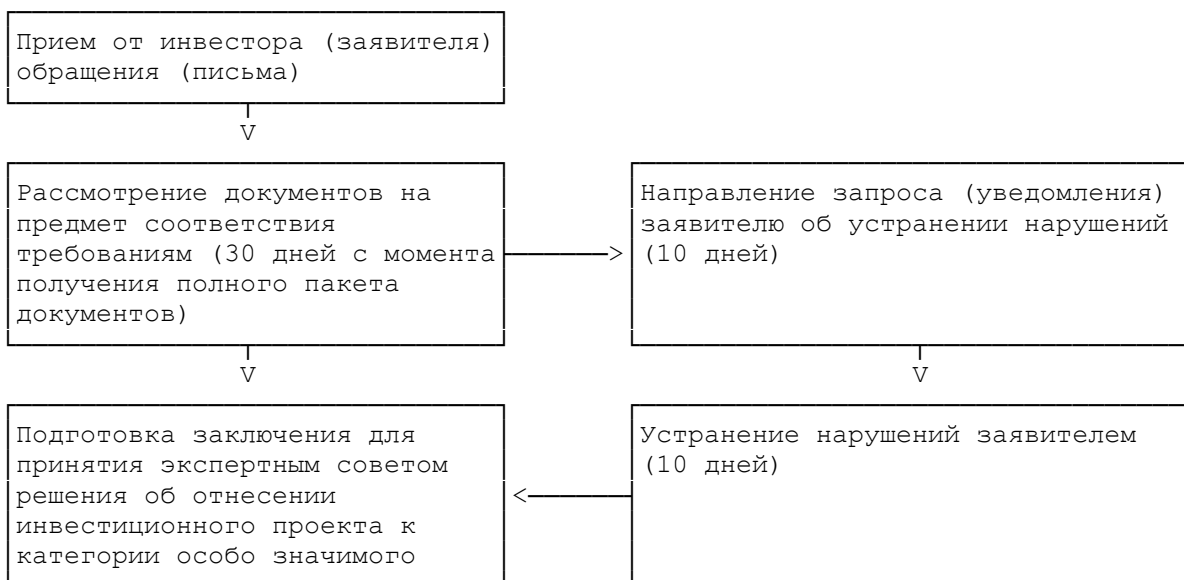 Прием от инвестора (заявителя)
обращения (письма)
V
Рассмотрение документов на
предмет соответствия
требованиям (30 дней с момента
получения полного пакета
документов)
>
Направление запроса (уведомления)
заявителю об устранении нарушений
(10 дней)
V
V
Подготовка заключения для
принятия экспертным советом
решения об отнесении
инвестиционного проекта к
категории особо значимого
<
Устранение нарушений заявителем
(10 дней)